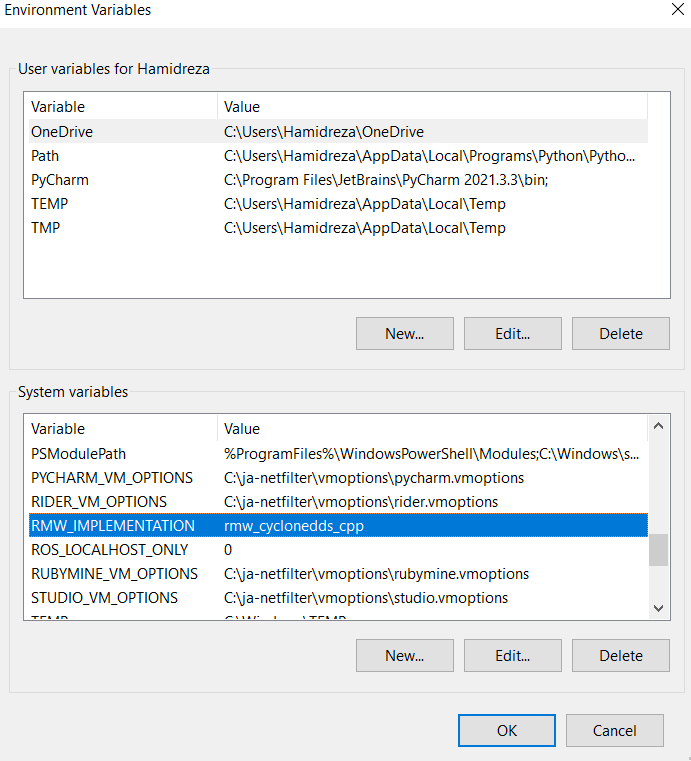 Environment Variables
User variables for Hamidreza
Variable Value
OneDrive C:\Users\Hamidreza\OneDrive
Path C:\Users\Hamidreza\AppData\Local\Programs\Python\Pytho...
PyCharm C:\Program Files\JetBrains\PyCharm 2021.3.3\bin;
TEMP C:\Users\Hamidreza\AppData\Local\Temp
TMP C:\Users\Hamidreza\AppData\Local\Temp
New... Edit... Delete
System variables
Variable Value
PSModulePath %ProgramFiles%\WindowsPowerShell\Modules;C:\Windows\s...
PYCHARM_VM_OPTIONS C:\ja-netfilter\vmoptions\pycharm.vmoptions
RIDER_VM_OPTIONS C:\ja-netfilter\vmoptions\rider.vmoptions
RMW_IMPLEMENTATION rmw_cyclonedds_cpp
ROS_LOCALHOST_ONLY 0
RUBYMINE_VM_OPTIONS C:\ja-netfilter\vmoptions\rubymine.vmoptions
STUDIO_VM_OPTIONS C:\ja-netfilter\vmoptions\studio.vmoptions
TEMP C:\Windows\TEMP
New... Edit... Delete
OK Cancel